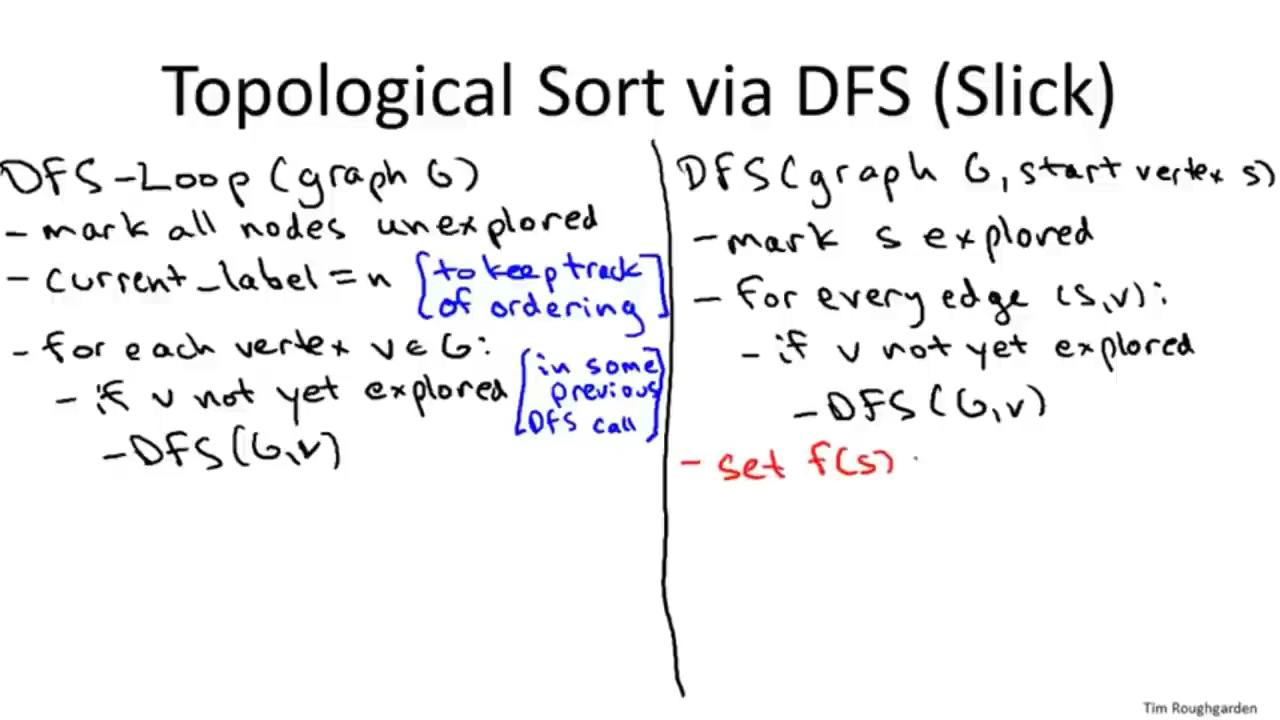 Topological Sort via DFS (Slick)
DFS-Loop (graph G)
- mark all nodes unexplored
- current_label = n [to keep track
of ordering]
- for each vertex v ∈ G:
- if v not yet explored [in some
previous
DFS call]
- DFS(G,v)
DFS(graph G, start vertex s)
- mark s explored
- for every edge (s,v):
- if v not yet explored
- DFS(G,v)
- set f(s)
Tim Roughgarden